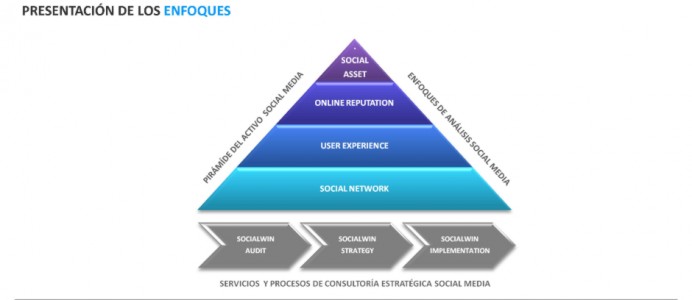 PRESENTACIÓN DE LOS ENFOQUES
SOCIAL
ASSET
ONLINE REPUTATION
USER EXPERIENCE
SOCIAL NETWORK
PIRÁMIDE DEL ACTIVO SOCIAL MEDIA
ENFOQUES DE ANÁLISIS SOCIAL MEDIA
SOCIALWIN
AUDIT
SOCIALWIN
STRATEGY
SOCIALWIN
IMPLEMENTATION
SERVICIOS Y PROCESOS DE CONSULTORÍA ESTRATÉGICA SOCIAL MEDIA